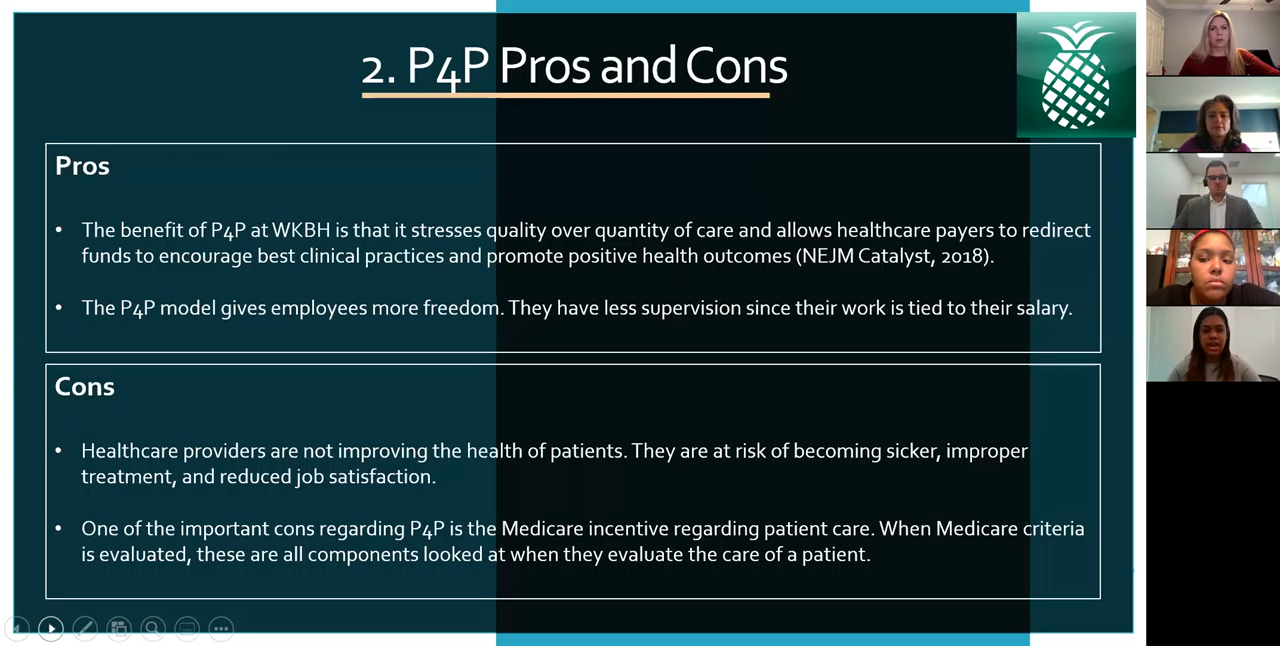 2. P4P Pros and Cons
Pros
• The benefit of P4P at WKBH is that it stresses quality over quantity of care and allows healthcare payers to redirect
funds to encourage best clinical practices and promote positive health outcomes (NEJM Catalyst, 2018).
• The P4P model gives employees more freedom. They have less supervision since their work is tied to their salary.
Cons
• Healthcare providers are not improving the health of patients. They are at risk of becoming sicker, improper
treatment, and reduced job satisfaction.
• One of the important cons regarding P4P is the Medicare incentive regarding patient care. When Medicare criteria
is evaluated, these are all components looked at when they evaluate the care of a patient.